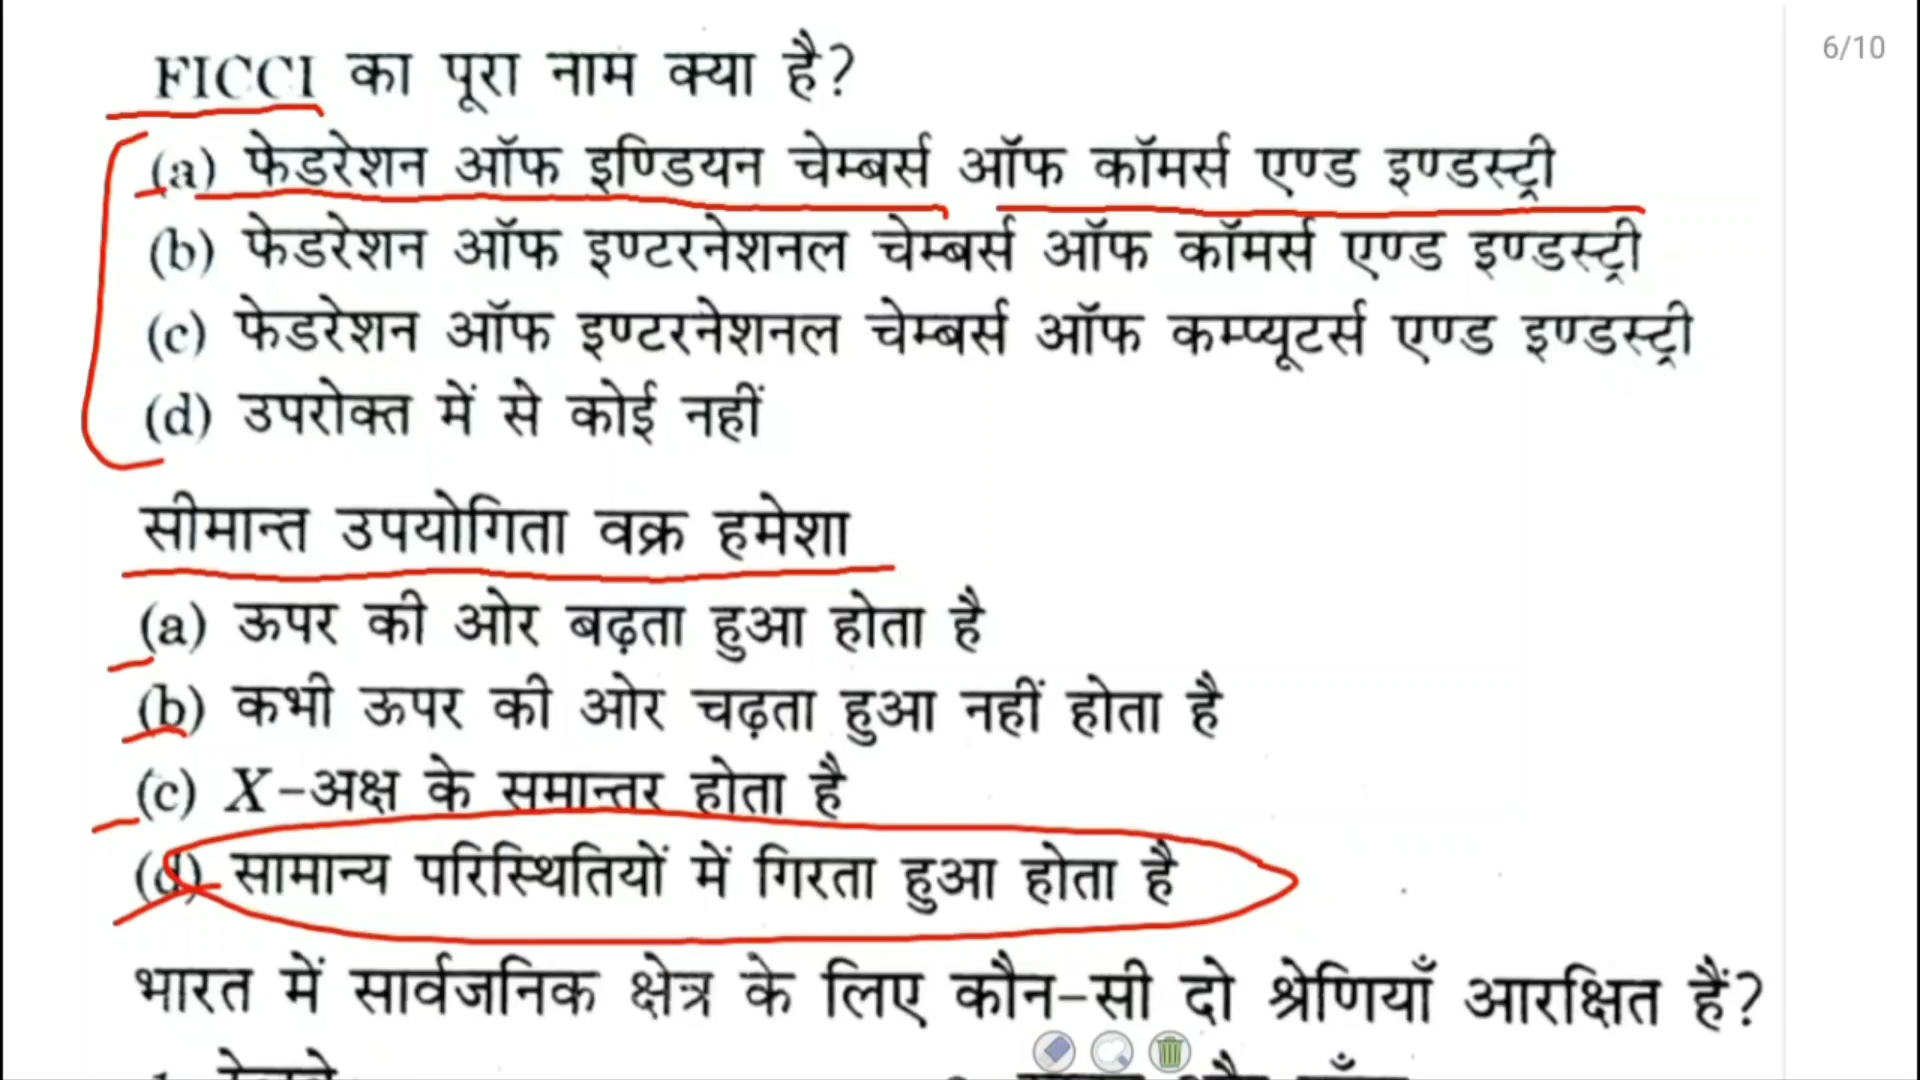 FICCI का पूरा नाम क्या है?
6/10
(a) फेडरेशन ऑफ इण्डियन चेम्बर्स ऑफ कॉमर्स एण्ड इण्डस्ट्री
(b) फेडरेशन ऑफ इण्टरनेशनल चेम्बर्स ऑफ कॉमर्स एण्ड इण्डस्ट्री
(c) फेडरेशन ऑफ इण्टरनेशनल चेम्बर्स ऑफ कम्प्यूटर्स एण्ड इण्डस्ट्री
(d) उपरोक्त में से कोई नहीं
सीमान्त उपयोगिता वक्र हमेशा
(a) ऊपर की ओर बढ़ता हुआ होता है
(b) कभी ऊपर की ओर चढ़ता हुआ नहीं होता है
(c) X-अक्ष के समान्तर होता है
(d) सामान्य परिस्थितियों में गिरता हुआ होता है
भारत में सार्वजनिक क्षेत्र के लिए कौन-सी दो श्रेणियाँ आरक्षित हैं?